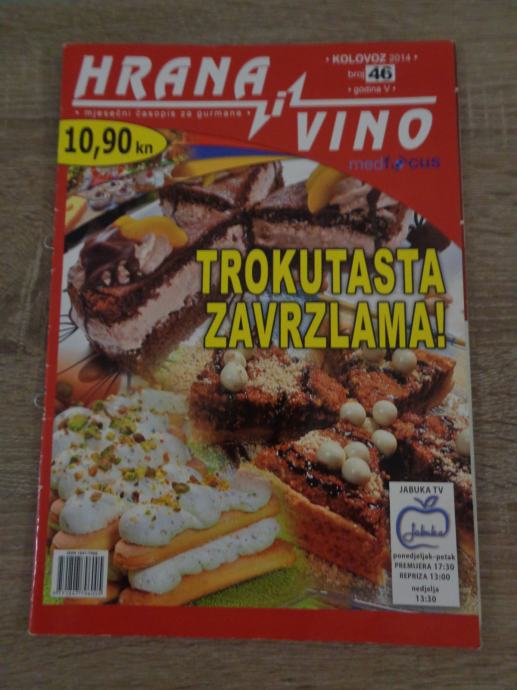 HRANA
i
VINO
• mjesečni časopis za gurmane •
• KOLOVOZ 2014 •
broj 46
• godina V •
medfocus
10,90 kn
TROKUTASTA
ZAVRZLAMA!
JABUKA TV
Jabuka
ponedjeljak-petak
PREMIJERA 17:30
REPRIZA 13:00
nedjelja
13:30